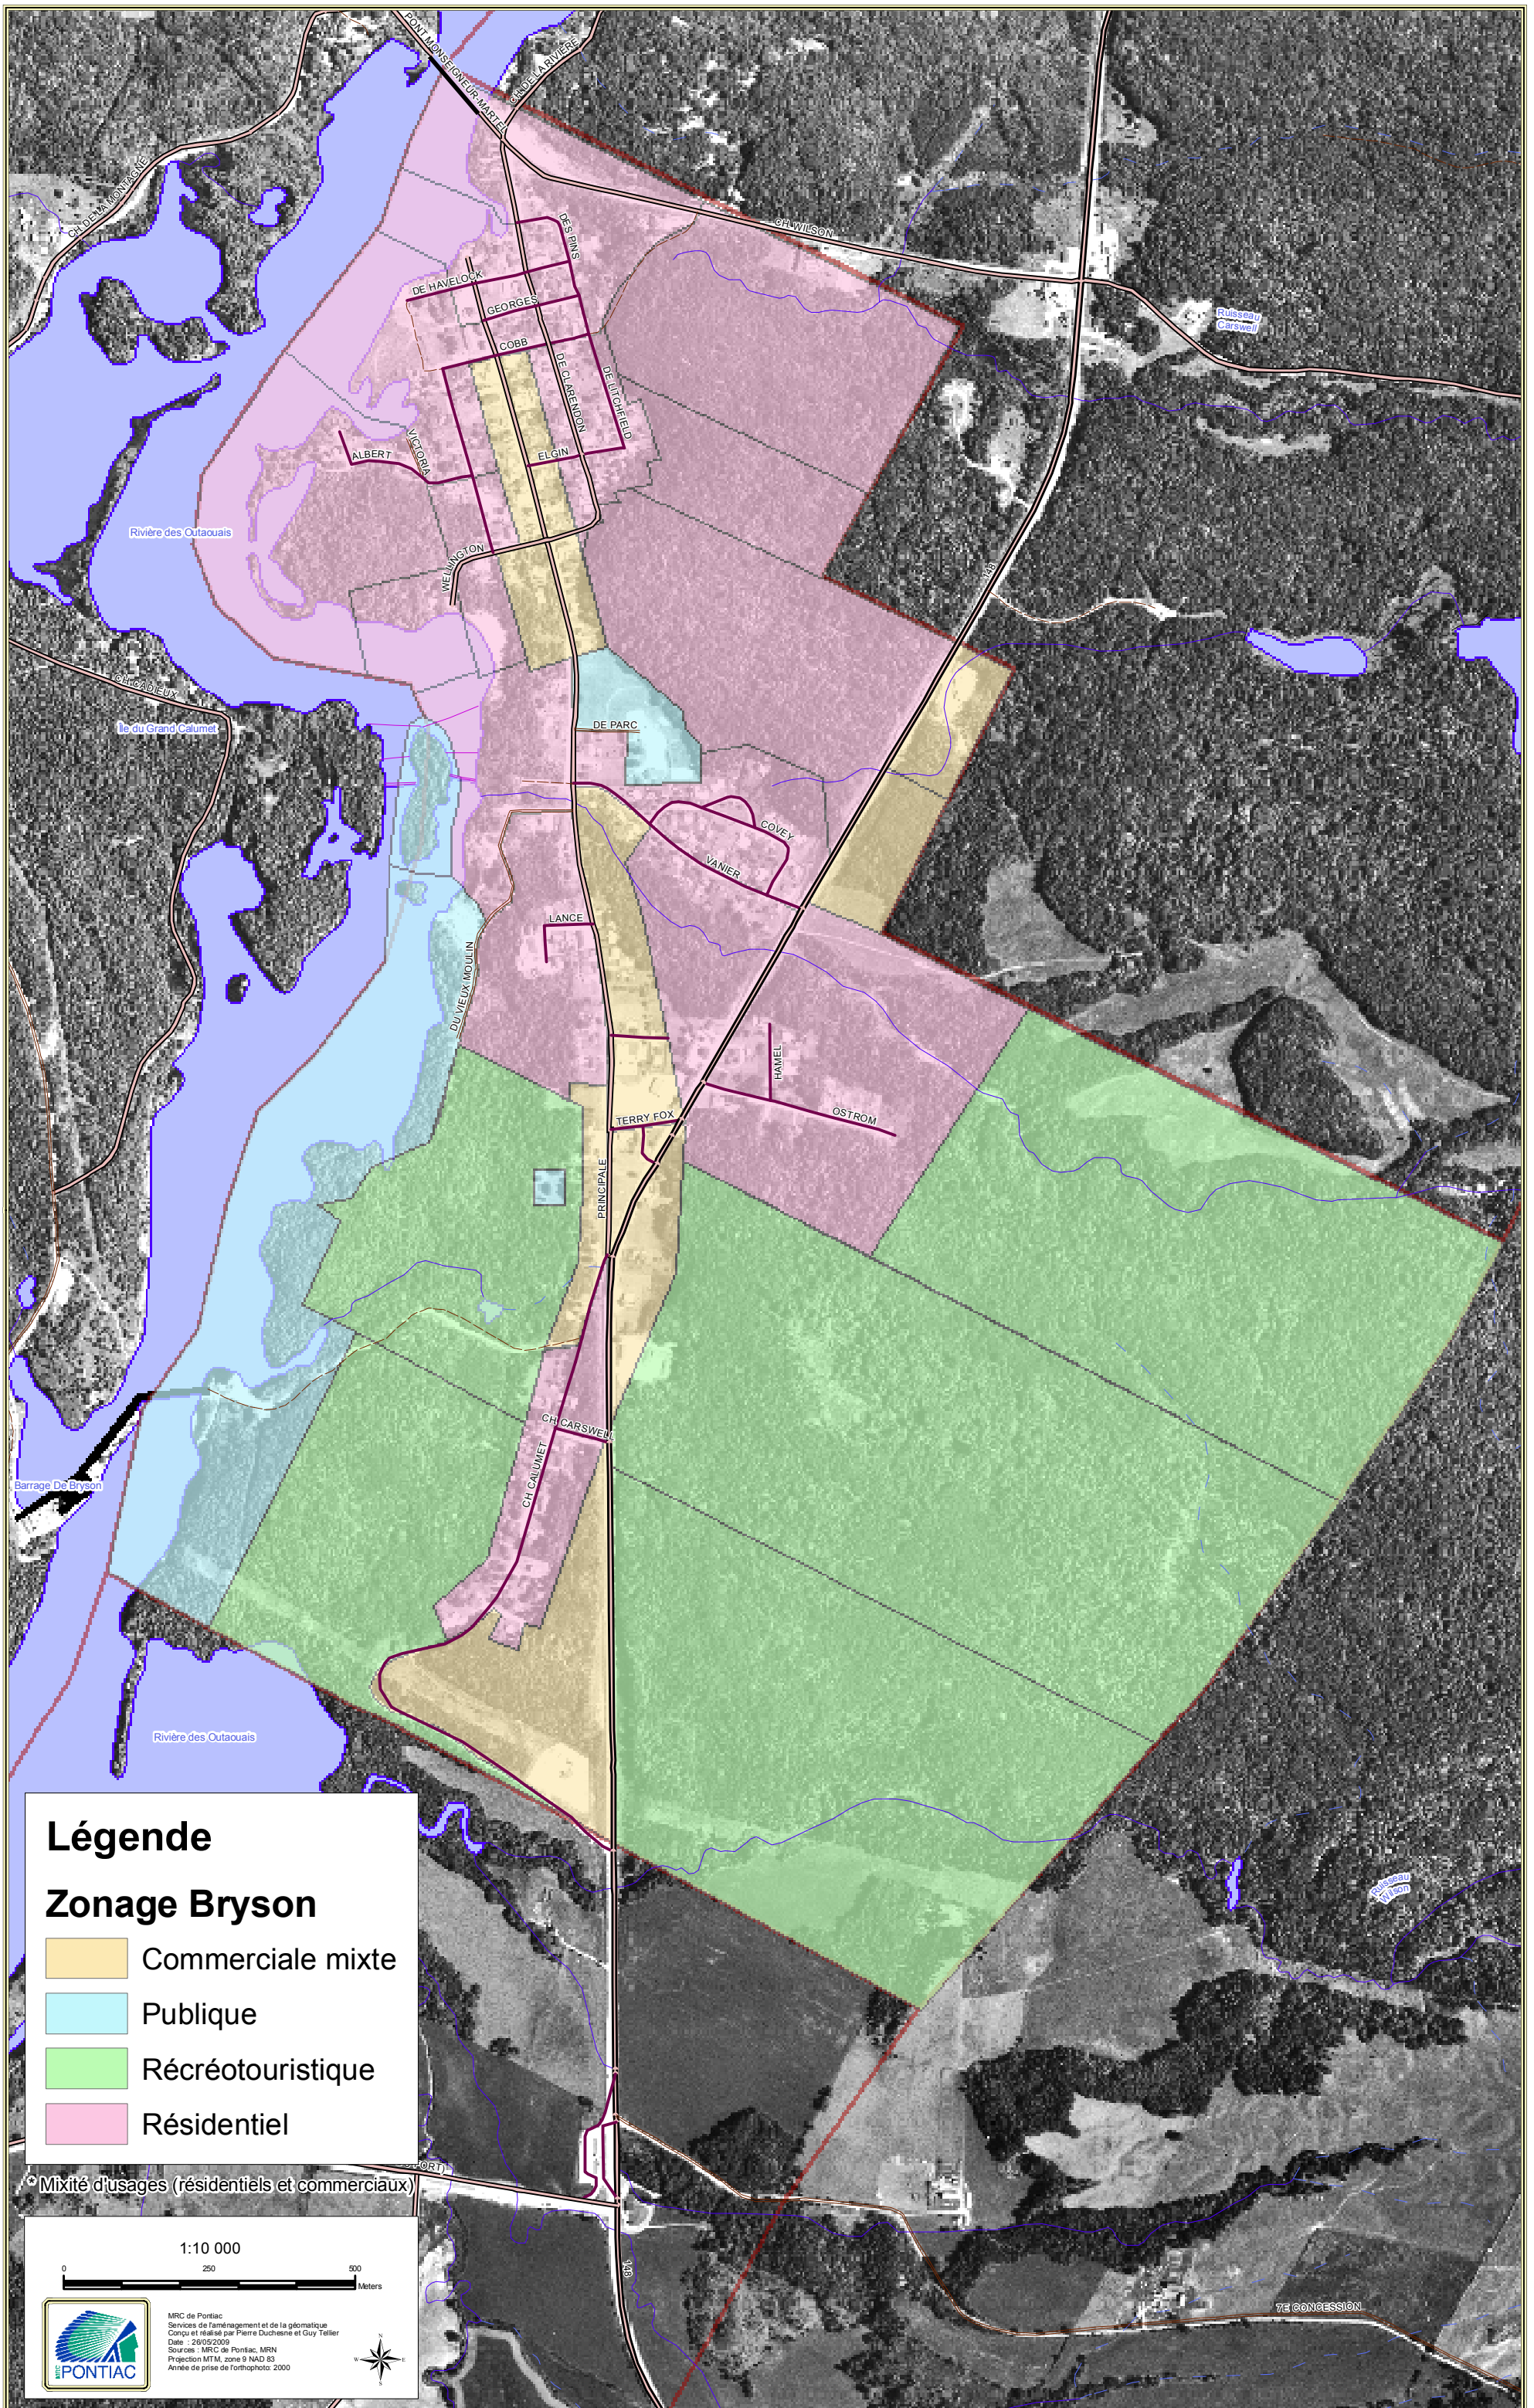 PONT MONSEIGNEUR-MARTEL
CH. DE LA RIVIÈRE
CH. DE LA MONTAGNE
CH. WILSON
DES PINS
DE HAVELOCK
GEORGES
COBB
DE CLARENDON
DE LITCHFIELD
Ruisseau
Carswell
VICTORIA
ALBERT
ELGIN
Rivière des Outaouais
WELLINGTON
148
CH. CADIEUX
Île du Grand Calumet
DE PARC
COVEY
VANIER
LANCE
DU VIEUX MOULIN
HAMEL
TERRY FOX
OSTROM
PRINCIPALE
CH CARSWELL
CH CALUMET
Barrage De Bryson
Rivière des Outaouais
Ruisseau
Wilson
Légende
Zonage Bryson
Commerciale mixte
Publique
Récréotouristique
Résidentiel
* Mixité d'usages (résidentiels et commerciaux)
1:10 000
0 250 500
Meters
148
7E CONCESSION
MRC de Pontiac
Services de l'aménagement et de la géomatique
Conçu et réalisé par Pierre Duchesne et Guy Tellier
Date : 26/05/2009
Sources : MRC de Pontiac, MRN
Projection MTM, zone 9 NAD 83
Année de prise de l'orthophoto: 2000
MRC PONTIAC
N
W E
S